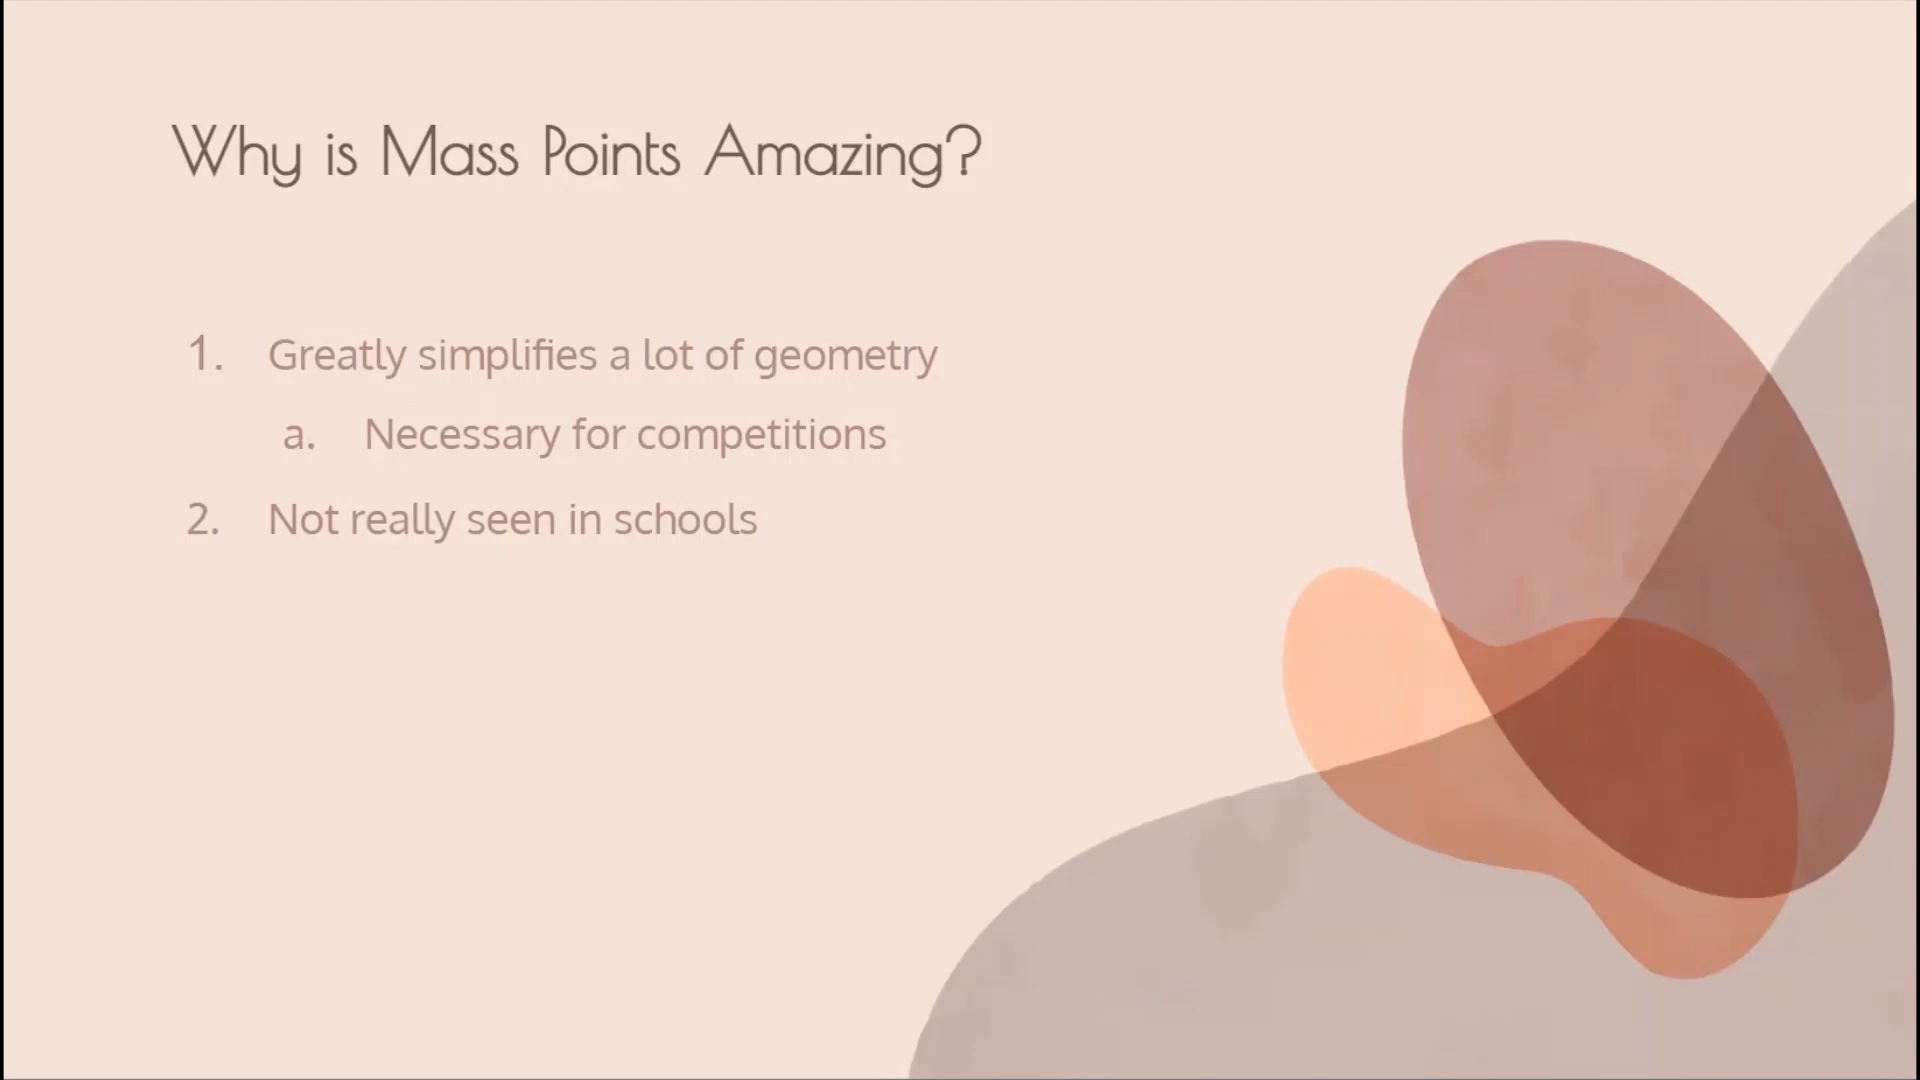 Why is Mass Points Amazing?
1. Greatly simplifies a lot of geometry
a. Necessary for competitions
2. Not really seen in schools